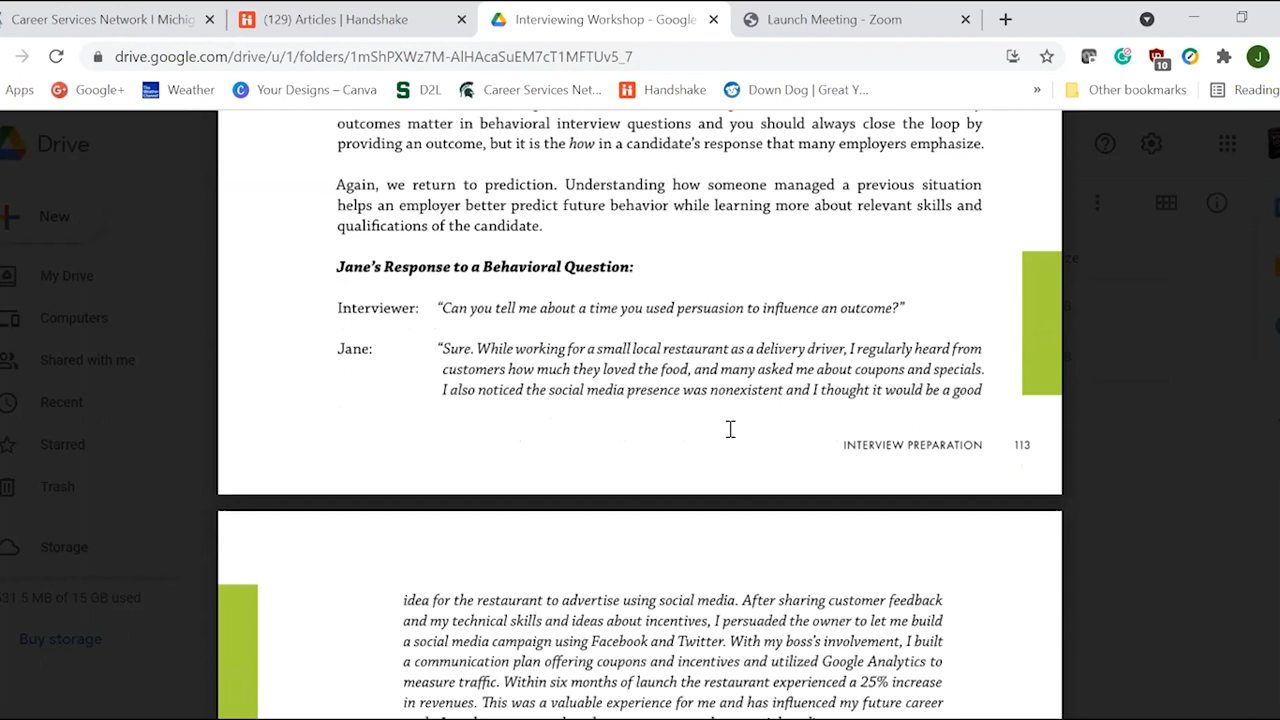 Career Services Network I Michig
(129) Articles | Handshake
Interviewing Workshop - Google
Launch Meeting - Zoom
drive.google.com/drive/u/1/folders/1mShPXWz7M-AlHAcaSuEM7cT1MFTUv5_7
10
J
Apps
Google+
Weather
Your Designes – Canva
D2L
Career Services Net...
Handshake
Down Dog | Great Y...
»
Other bookmarks
Reading
Drive
New
My Drive
Computers
Shared with me
Recent
Starred
Trash
Storage
531.5 MB of 15 GB used
Buy storage
outcomes matter in behavioral interview questions and you should always close the loop by
providing an outcome, but it is the how in a candidate's response that many employers emphasize.
Again, we return to prediction. Understanding how someone managed a previous situation
helps an employer better predict future behavior while learning more about relevant skills and
qualifications of the candidate.
Jane's Response to a Behavioral Question:
Interviewer: "Can you tell me about a time you used persuasion to influence an outcome?"
Jane: "Sure. While working for a small local restaurant as a delivery driver, I regularly heard from
customers how much they loved the food, and many asked me about coupons and specials.
I also noticed the social media presence was nonexistent and I thought it would be a good
INTERVIEW PREPARATION 113
idea for the restaurant to advertise using social media. After sharing customer feedback
and my technical skills and ideas about incentives, I persuaded the owner to let me build
a social media campaign using Facebook and Twitter. With my boss's involvement, I built
a communication plan offering coupons and incentives and utilized Google Analytics to
measure traffic. Within six months of launch the restaurant experienced a 25% increase
in revenues. This was a valuable experience for me and has influenced my future career